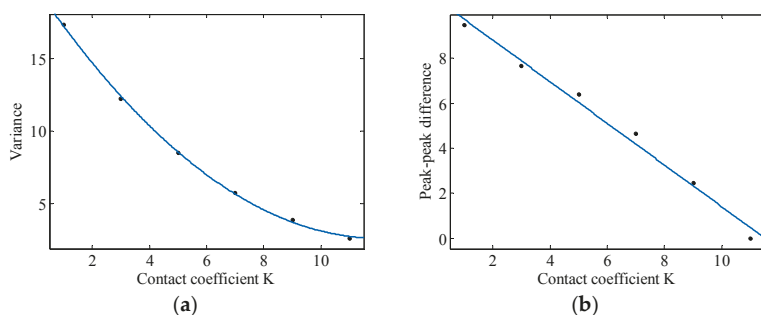 15
10
5
Variance
2 4 6 8 10
Contact coefficient K
(a)
8
6
4
2
0
Peak-peak difference
2 4 6 8 10
Contact coefficient K
(b)